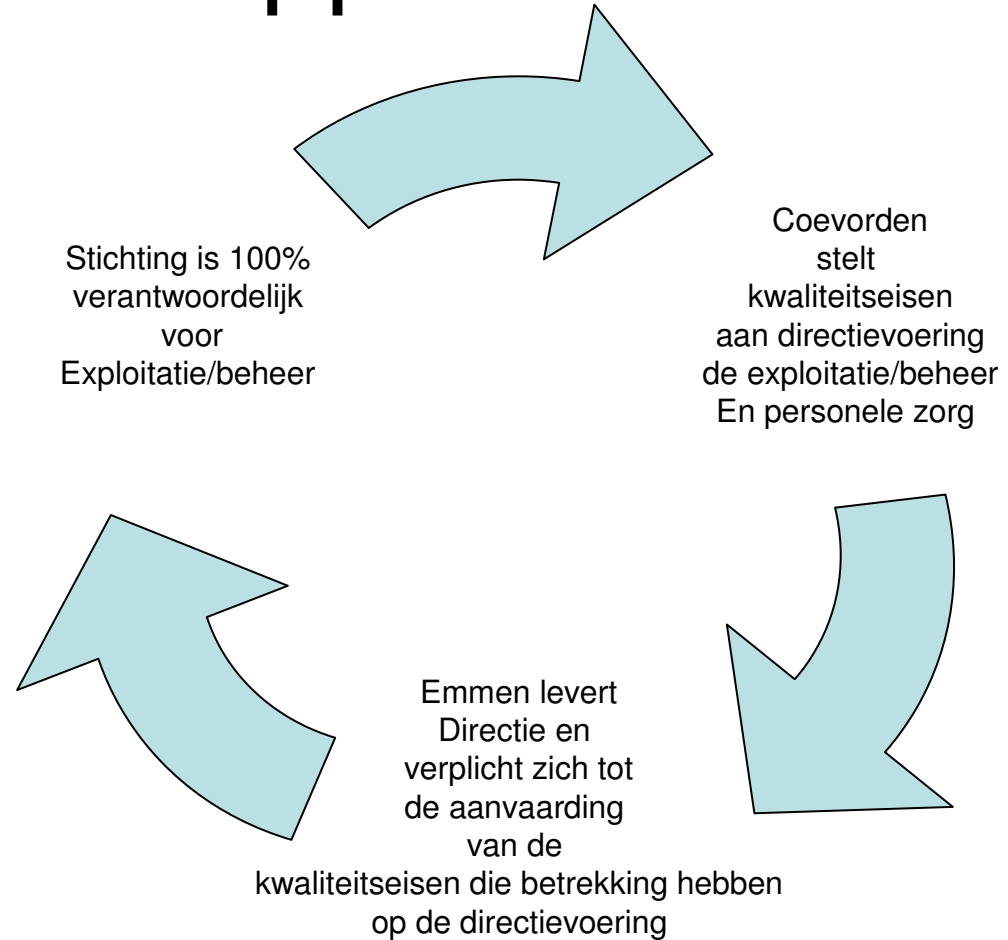 Stichting is 100%
verantwoordelijk
voor
Exploitatie/beheer
Coevorden
stelt
kwaliteitseisen
aan directievoering
de exploitatie/beheer
En personele zorg
Emmen levert
Directie en
verplicht zich tot
de aanvaarding
van de
kwaliteitseisen die betrekking hebben
op de directievoering